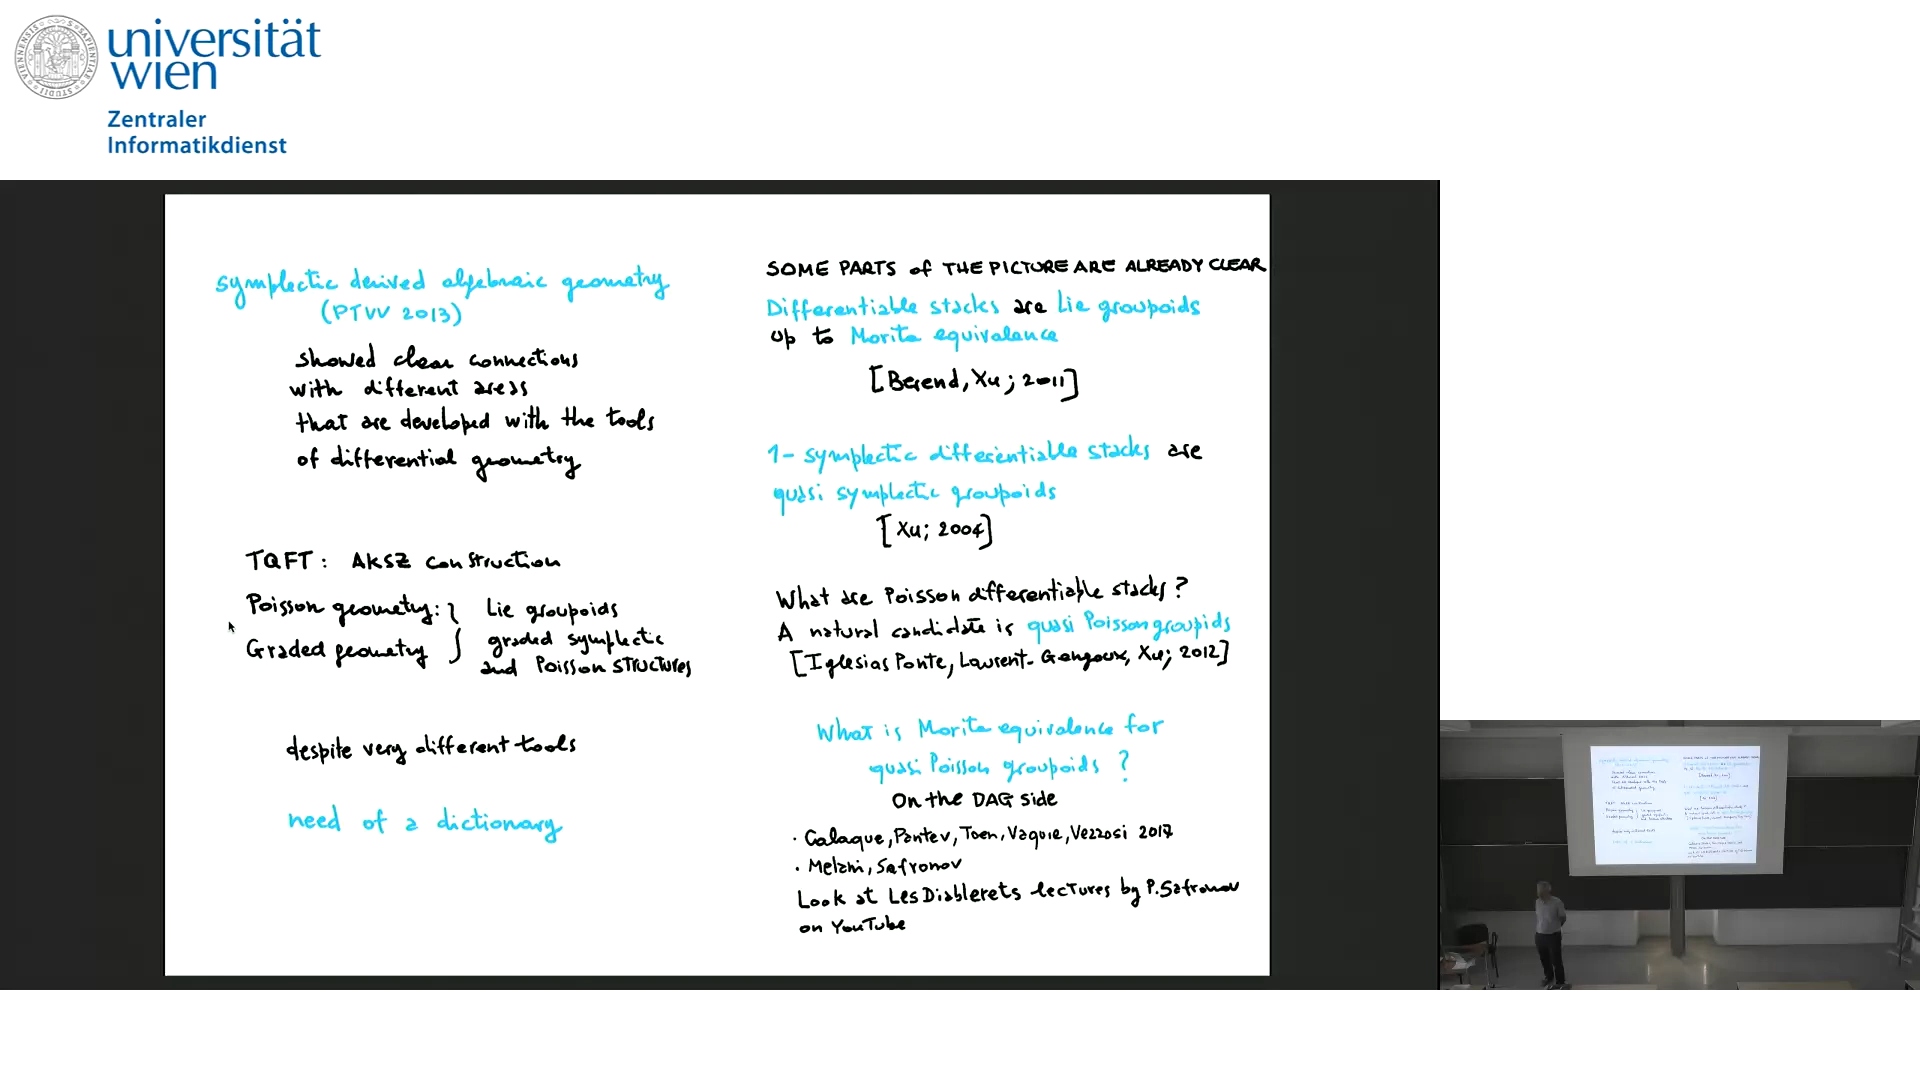 universität
wien
Zentraler
Informatikdienst
symplectic derived algebraic geometry
(PTVV 2013)
showed clear connections
with different areas
that are developed with the tools
of differential geometry
TQFT: AKSZ construction
Poisson geometry: } Lie groupoids
Graded geometry } graded symplectic
and Poisson structures
despite very different tools
need of a dictionary
SOME PARTS of THE PICTURE ARE ALREADY CLEAR
Differentiable stacks are Lie groupoids
up to Morita equivalence
[Berend, Xu; 2011]
1-symplectic differentiable stacks are
quasi symplectic groupoids
[Xu; 2004]
What are Poisson differentiable stacks?
A natural candidate is quasi Poisson groupids
[Iglesias Ponte, Laurent-Gengoux, Xu; 2012]
What is Morita equivalence for
quasi Poisson groupoids?
On the DAG side
· Calaque, Pantev, Toen, Vaquie, Vezzosi 2017
· Melani, Safronov
Look at Les Diablerets lectures by P. Safronov
on YouTube